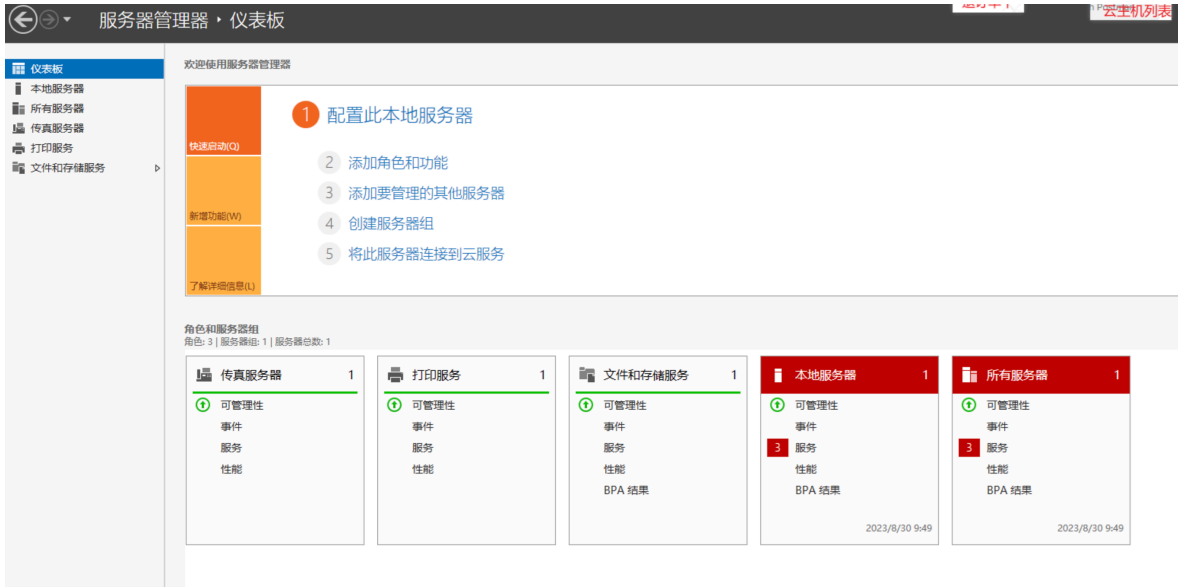 服务器管理器 · 仪表板
云主机列表
仪表板
本地服务器
所有服务器
传真服务器
打印服务
文件和存储服务
欢迎使用服务器管理器
快速启动(Q)
新增功能(W)
了解详细信息(L)
1 配置此本地服务器
2 添加角色和功能
3 添加要管理的其他服务器
4 创建服务器组
5 将此服务器连接到云服务
角色和服务器组
角色: 3 | 服务器组: 1 | 服务器总数: 1
传真服务器 1
可管理性
事件
服务
性能
打印服务 1
可管理性
事件
服务
性能
文件和存储服务 1
可管理性
事件
服务
性能
BPA 结果
本地服务器 1
可管理性
事件
3 服务
性能
BPA 结果
2023/8/30 9:49
所有服务器 1
可管理性
事件
3 服务
性能
BPA 结果
2023/8/30 9:49